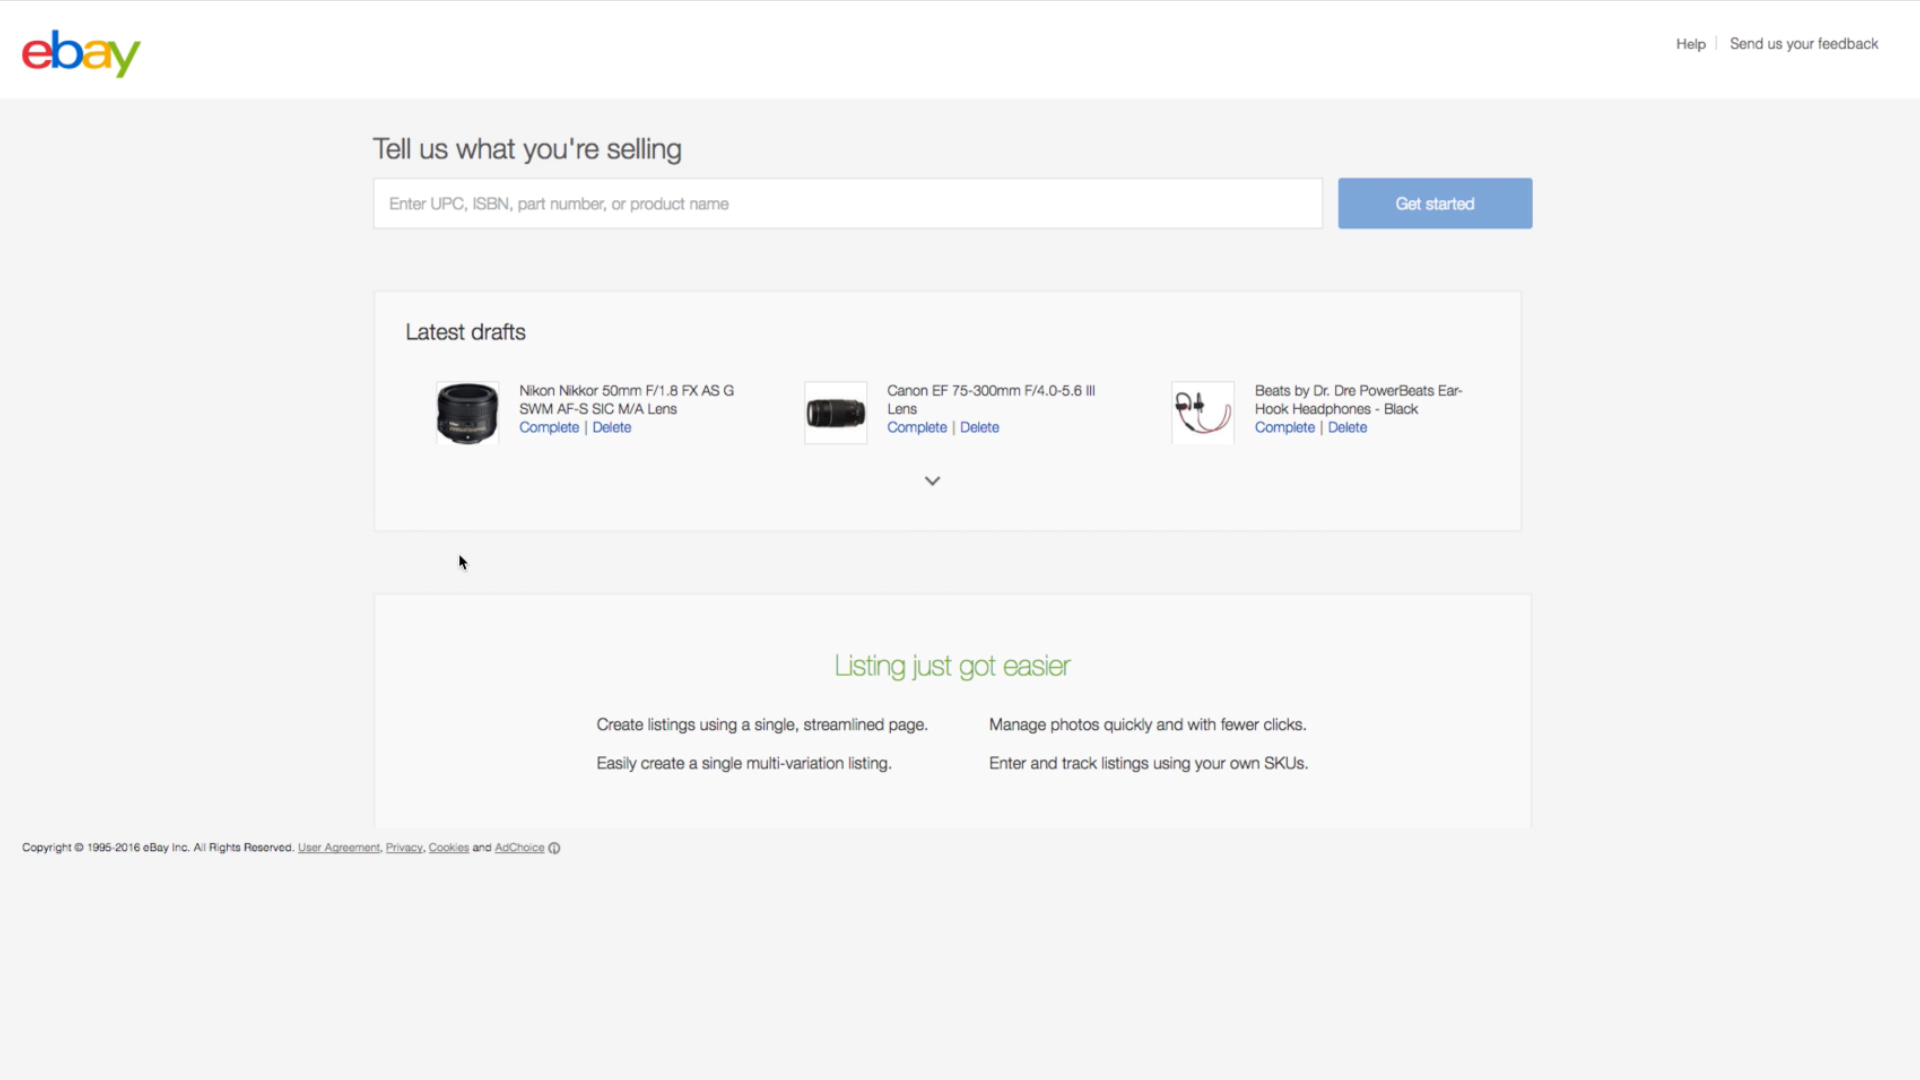 ebay
Help
Send us your feedback
Tell us what you're selling
Enter UPC, ISBN, part number, or product name
Get started
Latest drafts
Nikon Nikkor 50mm F/1.8 FX AS G
SWM AF-S SIC M/A Lens
Complete | Delete
Canon EF 75-300mm F/4.0-5.6 III
Lens
Complete | Delete
Beats by Dr. Dre PowerBeats Ear-
Hook Headphones - Black
Complete | Delete
Listing just got easier
Create listings using a single, streamlined page.
Manage photos quickly and with fewer clicks.
Easily create a single multi-variation listing.
Enter and track listings using your own SKUs.
Copyright © 1995-2016 eBay Inc. All Rights Reserved. User Agreement, Privacy, Cookies and AdChoice